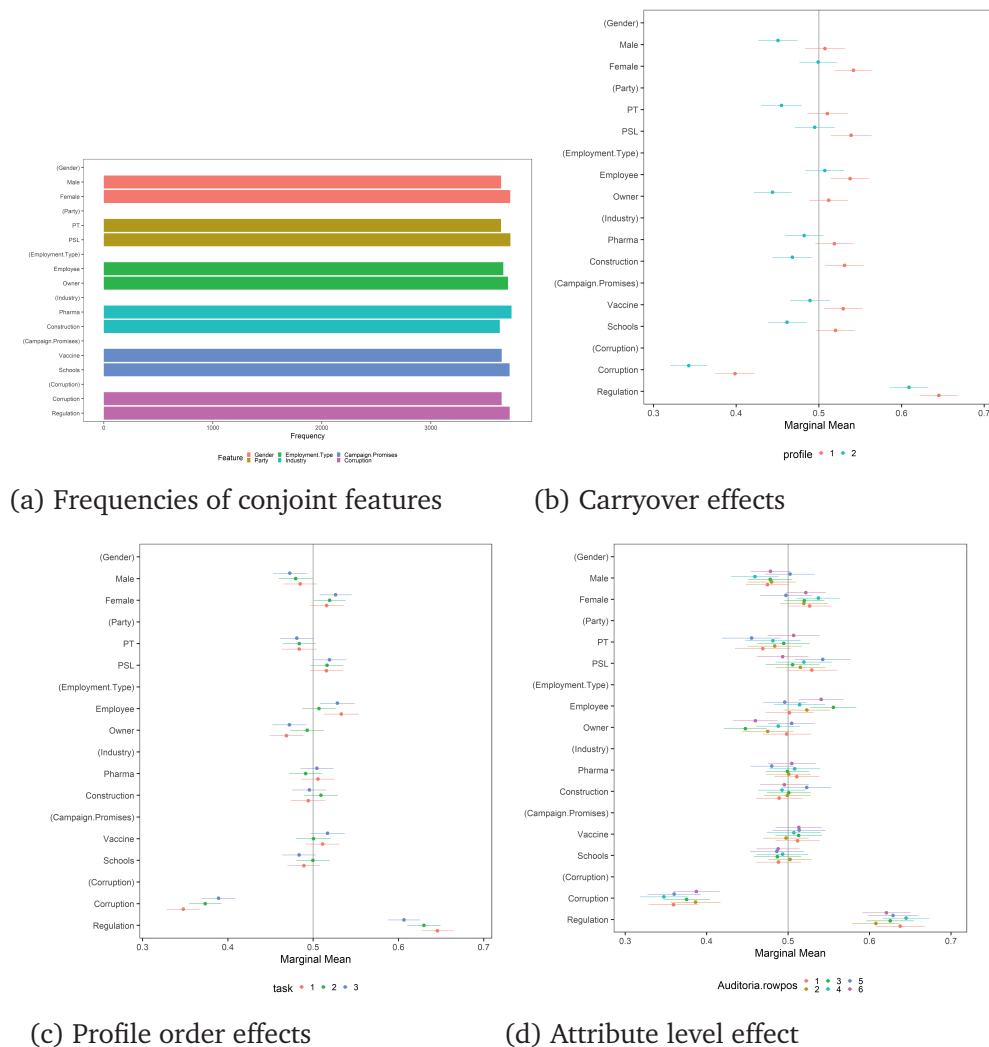 (Gender)
Male
Female
(Party)
PT
PSL
(Employment.Type)
Employee
Owner
(Industry)
Pharma
Construction
(Campaign.Promises)
Vaccine
Schools
(Corruption)
Corruption
Regulation
0 1000 2000 3000
Frequency
Feature Gender Employment.Type Campaign.Promises
Party Industry Corruption
(a) Frequencies of conjoint features
(Gender)
Male
Female
(Party)
PT
PSL
(Employment.Type)
Employee
Owner
(Industry)
Pharma
Construction
(Campaign.Promises)
Vaccine
Schools
(Corruption)
Corruption
Regulation
0.3 0.4 0.5 0.6 0.7
Marginal Mean
profile 1 2
(b) Carryover effects
(Gender)
Male
Female
(Party)
PT
PSL
(Employment.Type)
Employee
Owner
(Industry)
Pharma
Construction
(Campaign.Promises)
Vaccine
Schools
(Corruption)
Corruption
Regulation
0.3 0.4 0.5 0.6 0.7
Marginal Mean
task 1 2 3
(c) Profile order effects
(Gender)
Male
Female
(Party)
PT
PSL
(Employment.Type)
Employee
Owner
(Industry)
Pharma
Construction
(Campaign.Promises)
Vaccine
Schools
(Corruption)
Corruption
Regulation
0.3 0.4 0.5 0.6 0.7
Marginal Mean
Auditoria.rowpos 1 3 5
2 4 6
(d) Attribute level effect